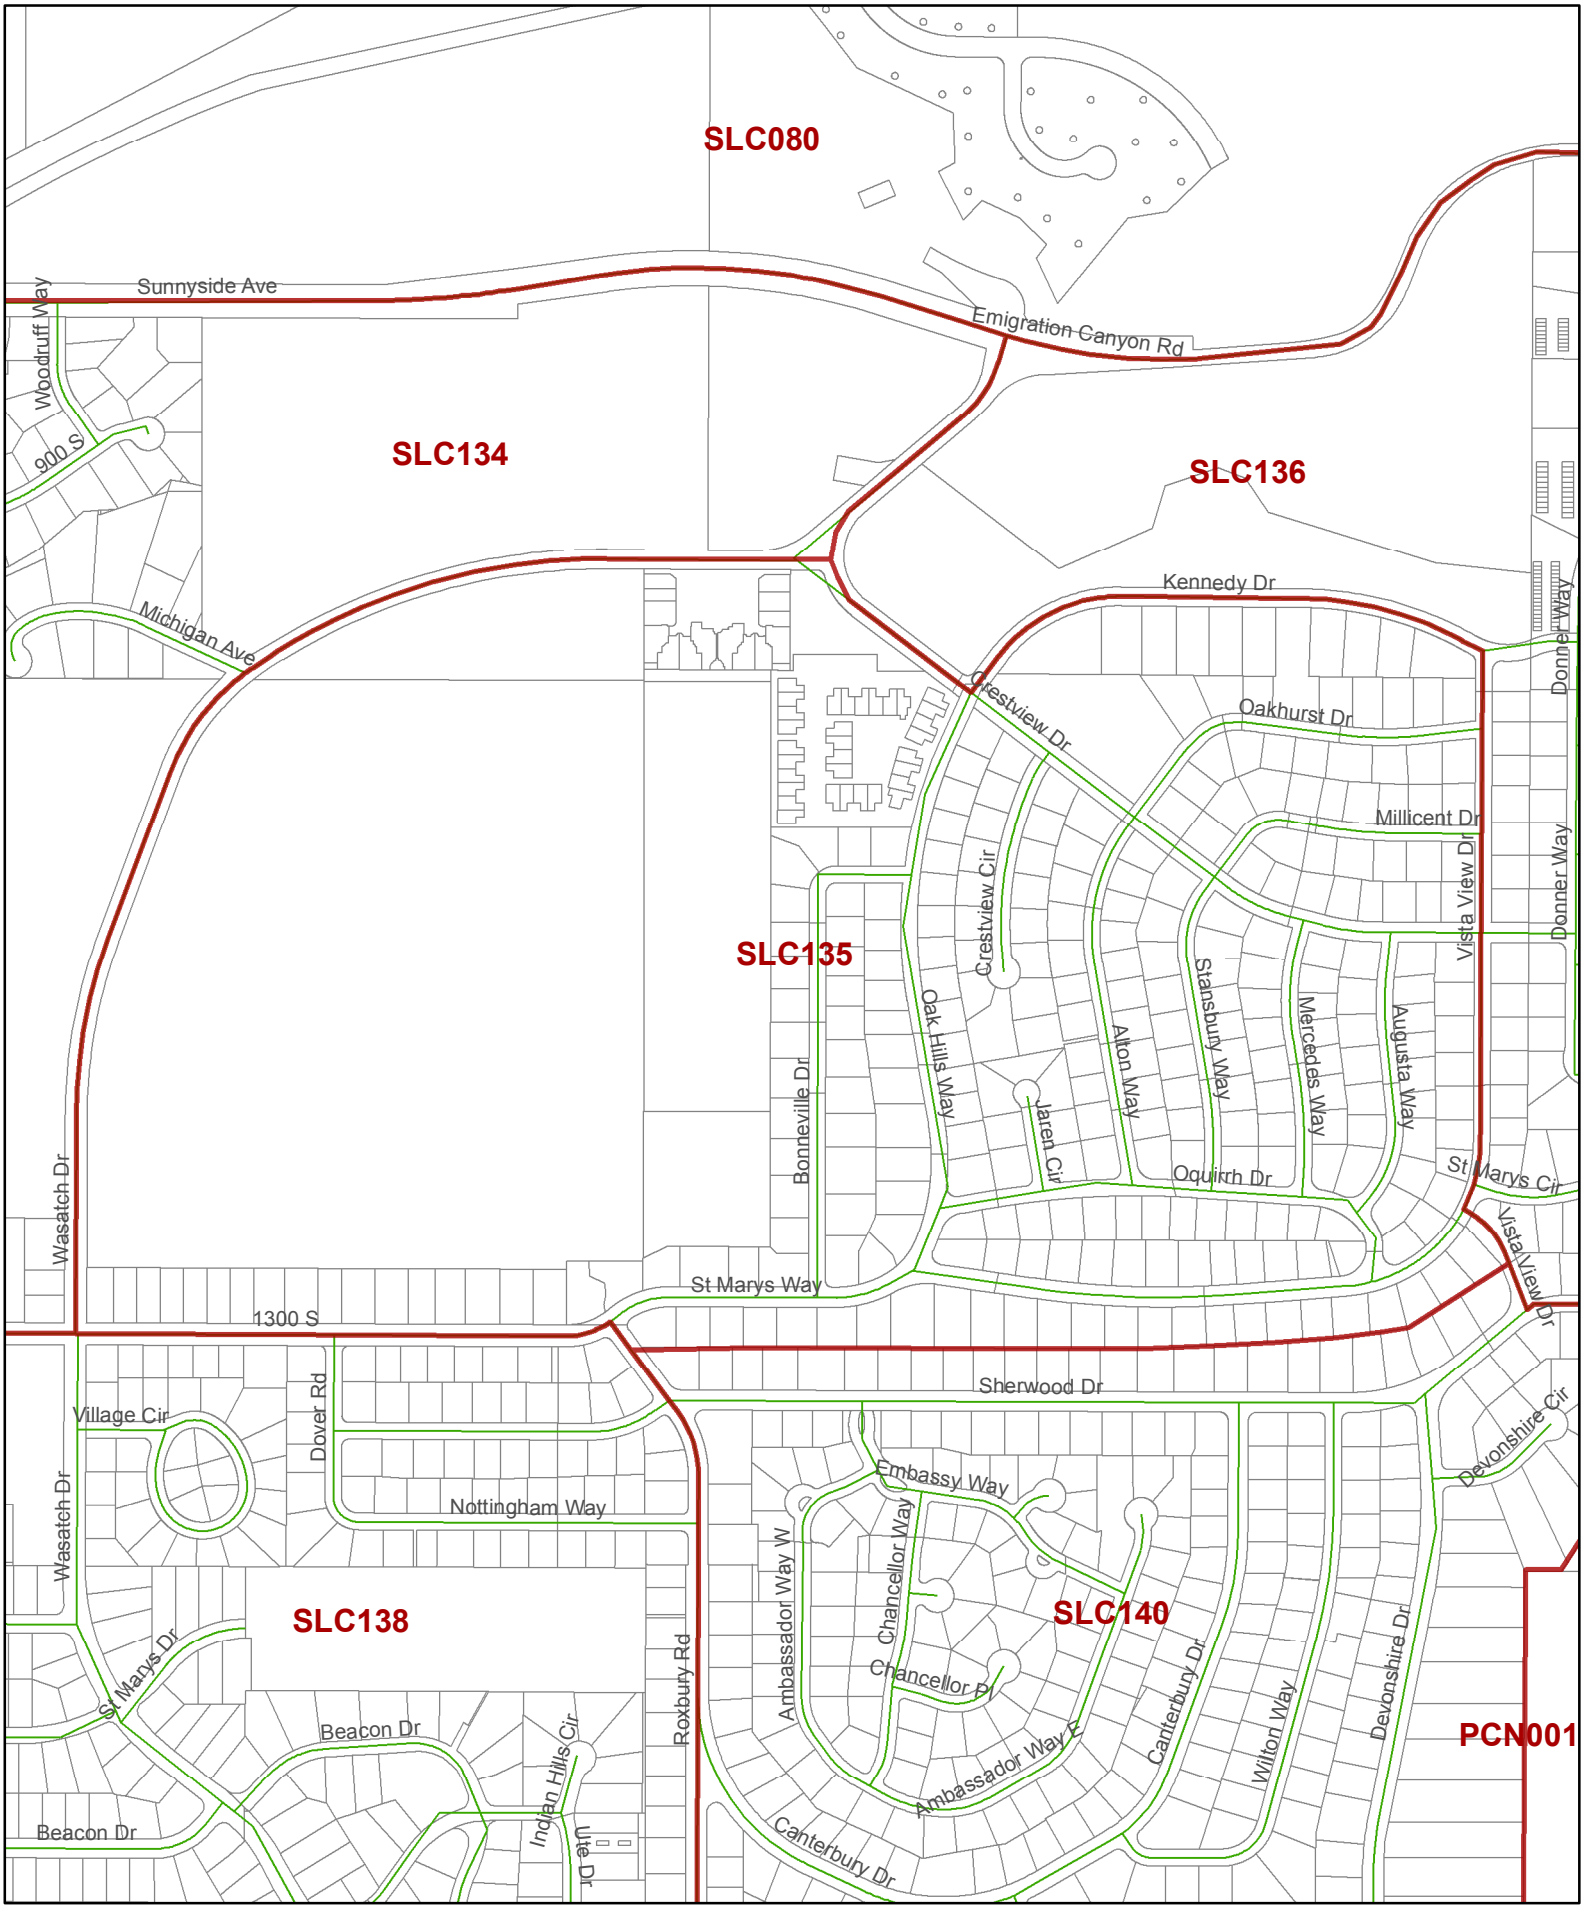 SLC080
Sunnyside Ave
Emigration Canyon Rd
Woodruff Way
900 S
SLC134
SLC136
Kennedy Dr
Michigan Ave
Donner Way
Crestview Dr
Oakhurst Dr
Millicent Dr
Crestview Cir
Vista View Dr
Donner Way
SLC135
Oak Hills Way
Stansbury Way
Mercedes Way
Augusta Way
Alton Way
Bonneville Dr
Jaren Cir
Oquirrh Dr
St Marys Cir
Wasatch Dr
Vista View Dr
St Marys Way
1300 S
Sherwood Dr
Village Cir
Dover Rd
Devonshire Cir
Embassy Way
Nottingham Way
Wasatch Dr
Chancellor Way
Ambassador Way W
SLC138
SLC140
St Marys Dr
Roxbury Rd
Chancellor Pl
Canterbury Dr
Devonshire Dr
Wilton Way
PCN001
Beacon Dr
Indian Hills Cir
Ambassador Way E
Beacon Dr
Ute Dr
Canterbury Dr